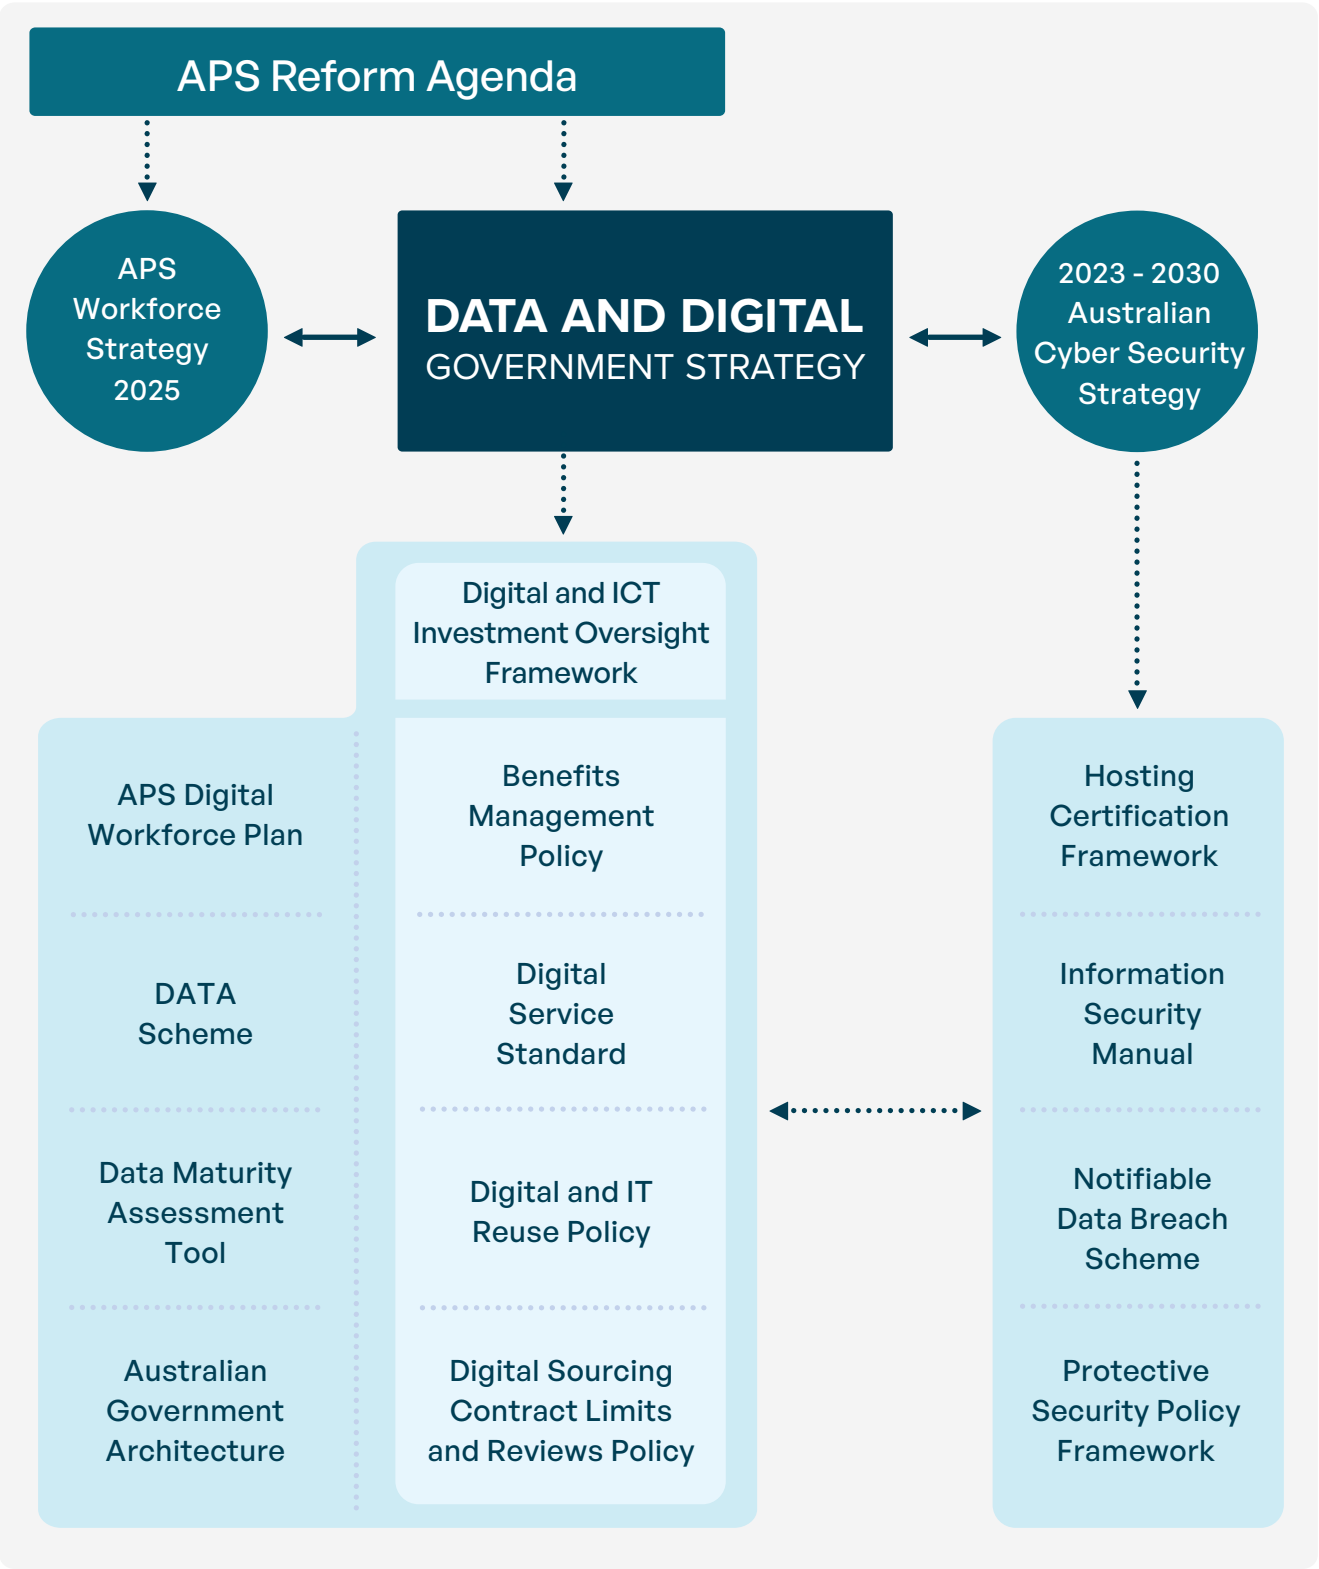 APS Reform Agenda
APS
Workforce
Strategy
2025
DATA AND DIGITAL
GOVERNMENT STRATEGY
2023 - 2030
Australian
Cyber Security
Strategy
Digital and ICT
Investment Oversight
Framework
APS Digital
Workforce Plan
DATA
Scheme
Data Maturity
Assessment
Tool
Australian
Government
Architecture
Benefits
Management
Policy
Digital
Service
Standard
Digital and IT
Reuse Policy
Digital Sourcing
Contract Limits
and Reviews Policy
Hosting
Certification
Framework
Information
Security
Manual
Notifiable
Data Breach
Scheme
Protective
Security Policy
Framework